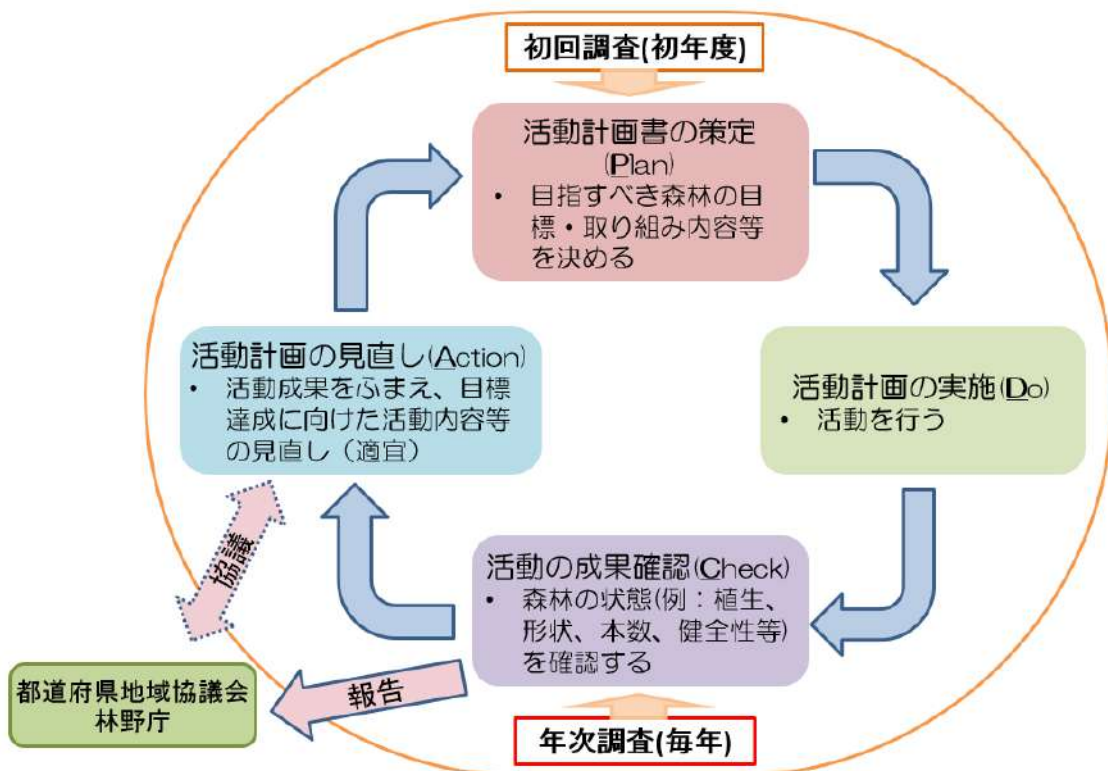 初回調査(初年度)
活動計画書の策定
(Plan)
• 目指すべき森林の目
標・取り組み内容等
を決める
活動計画の見直し(Action)
• 活動成果をふまえ、目標
達成に向けた活動内容等
の見直し（適宜）
活動計画の実施(Do)
• 活動を行う
協議
活動の成果確認(Check)
• 森林の状態(例：植生、
形状、本数、健全性等)
を確認する
都道府県地域協議会
林野庁
報告
年次調査(毎年)